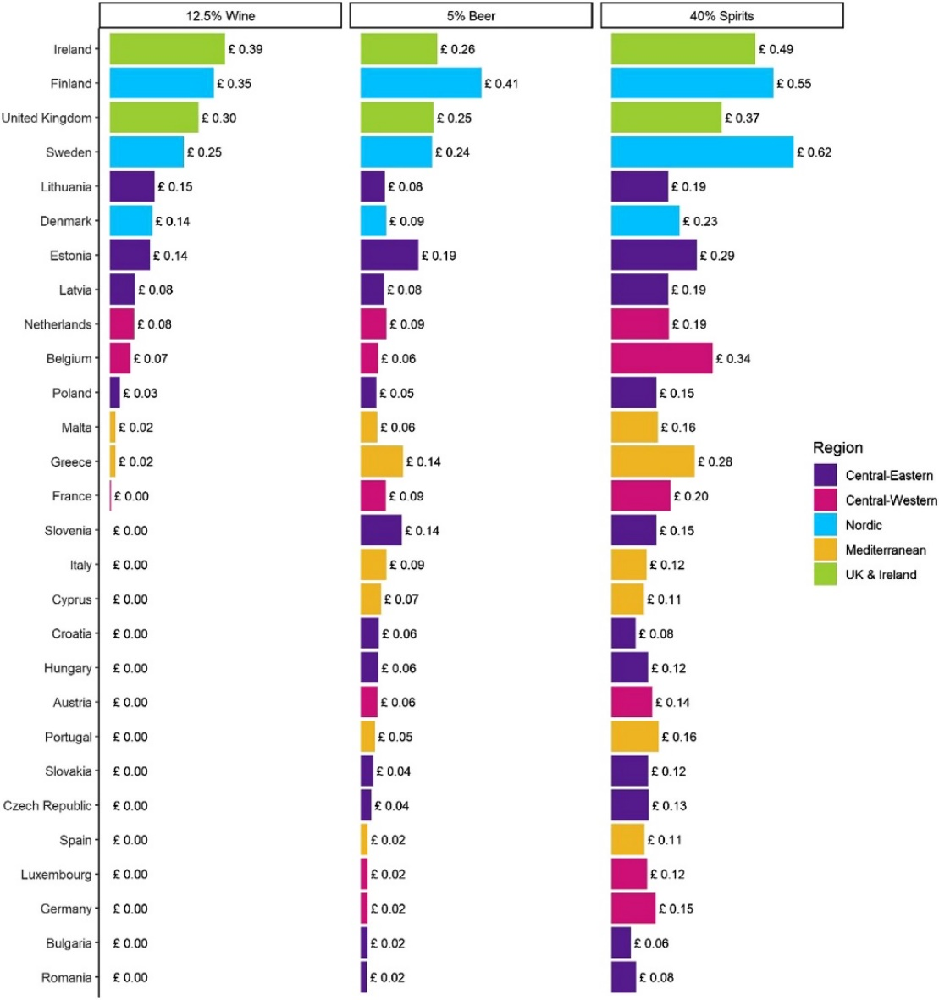 12.5% Wine 5% Beer 40% Spirits
Ireland £ 0.39 £ 0.26 £ 0.49
Finland £ 0.35 £ 0.41 £ 0.55
United Kingdom £ 0.30 £ 0.25 £ 0.37
Sweden £ 0.25 £ 0.24 £ 0.62
Lithuania £ 0.15 £ 0.08 £ 0.19
Denmark £ 0.14 £ 0.09 £ 0.23
Estonia £ 0.14 £ 0.19 £ 0.29
Latvia £ 0.08 £ 0.08 £ 0.19
Netherlands £ 0.08 £ 0.09 £ 0.19
Belgium £ 0.07 £ 0.06 £ 0.34
Poland £ 0.03 £ 0.05 £ 0.15
Malta £ 0.02 £ 0.06 £ 0.16
Greece £ 0.02 £ 0.14 £ 0.28
France £ 0.00 £ 0.09 £ 0.20
Slovenia £ 0.00 £ 0.14 £ 0.15
Italy £ 0.00 £ 0.09 £ 0.12
Cyprus £ 0.00 £ 0.07 £ 0.11
Croatia £ 0.00 £ 0.06 £ 0.08
Hungary £ 0.00 £ 0.06 £ 0.12
Austria £ 0.00 £ 0.06 £ 0.14
Portugal £ 0.00 £ 0.05 £ 0.16
Slovakia £ 0.00 £ 0.04 £ 0.12
Czech Republic £ 0.00 £ 0.04 £ 0.13
Spain £ 0.00 £ 0.02 £ 0.11
Luxembourg £ 0.00 £ 0.02 £ 0.12
Germany £ 0.00 £ 0.02 £ 0.15
Bulgaria £ 0.00 £ 0.02 £ 0.06
Romania £ 0.00 £ 0.02 £ 0.08
Region
Central-Eastern
Central-Western
Nordic
Mediterranean
UK & Ireland